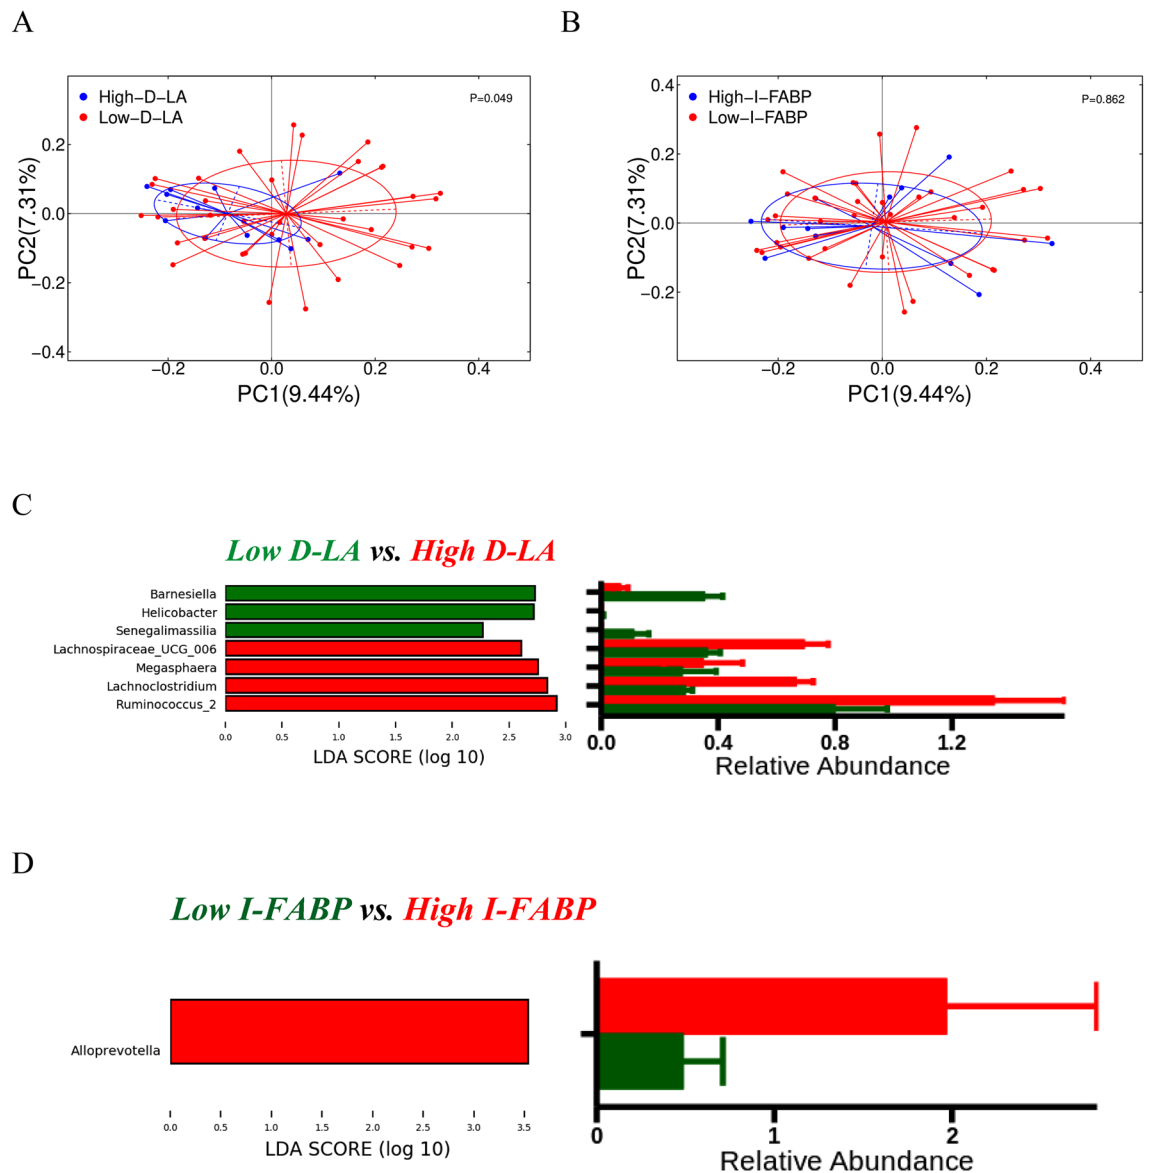 A
B
High–D–LA
Low–D–LA
P=0.049
0.2
0.0
−0.2
−0.4
PC2(7.31%)
−0.2
0.0
0.2
0.4
PC1(9.44%)
High–I–FABP
Low–I–FABP
P=0.862
0.4
0.2
0.0
−0.2
PC2(7.31%)
−0.2
0.0
0.2
0.4
PC1(9.44%)
C
Low D-LA vs. High D-LA
Barnesiella
Helicobacter
Senegalimassilia
Lachnospiraceae_UCG_006
Megasphaera
Lachnoclostridium
Ruminococcus_2
0.0 0.5 1.0 1.5 2.0 2.5 3.0
LDA SCORE (log 10)
0.0 0.4 0.8 1.2
Relative Abundance
D
Low I-FABP vs. High I-FABP
Alloprevotella
0.0 0.5 1.0 1.5 2.0 2.5 3.0 3.5
LDA SCORE (log 10)
0 1 2
Relative Abundance